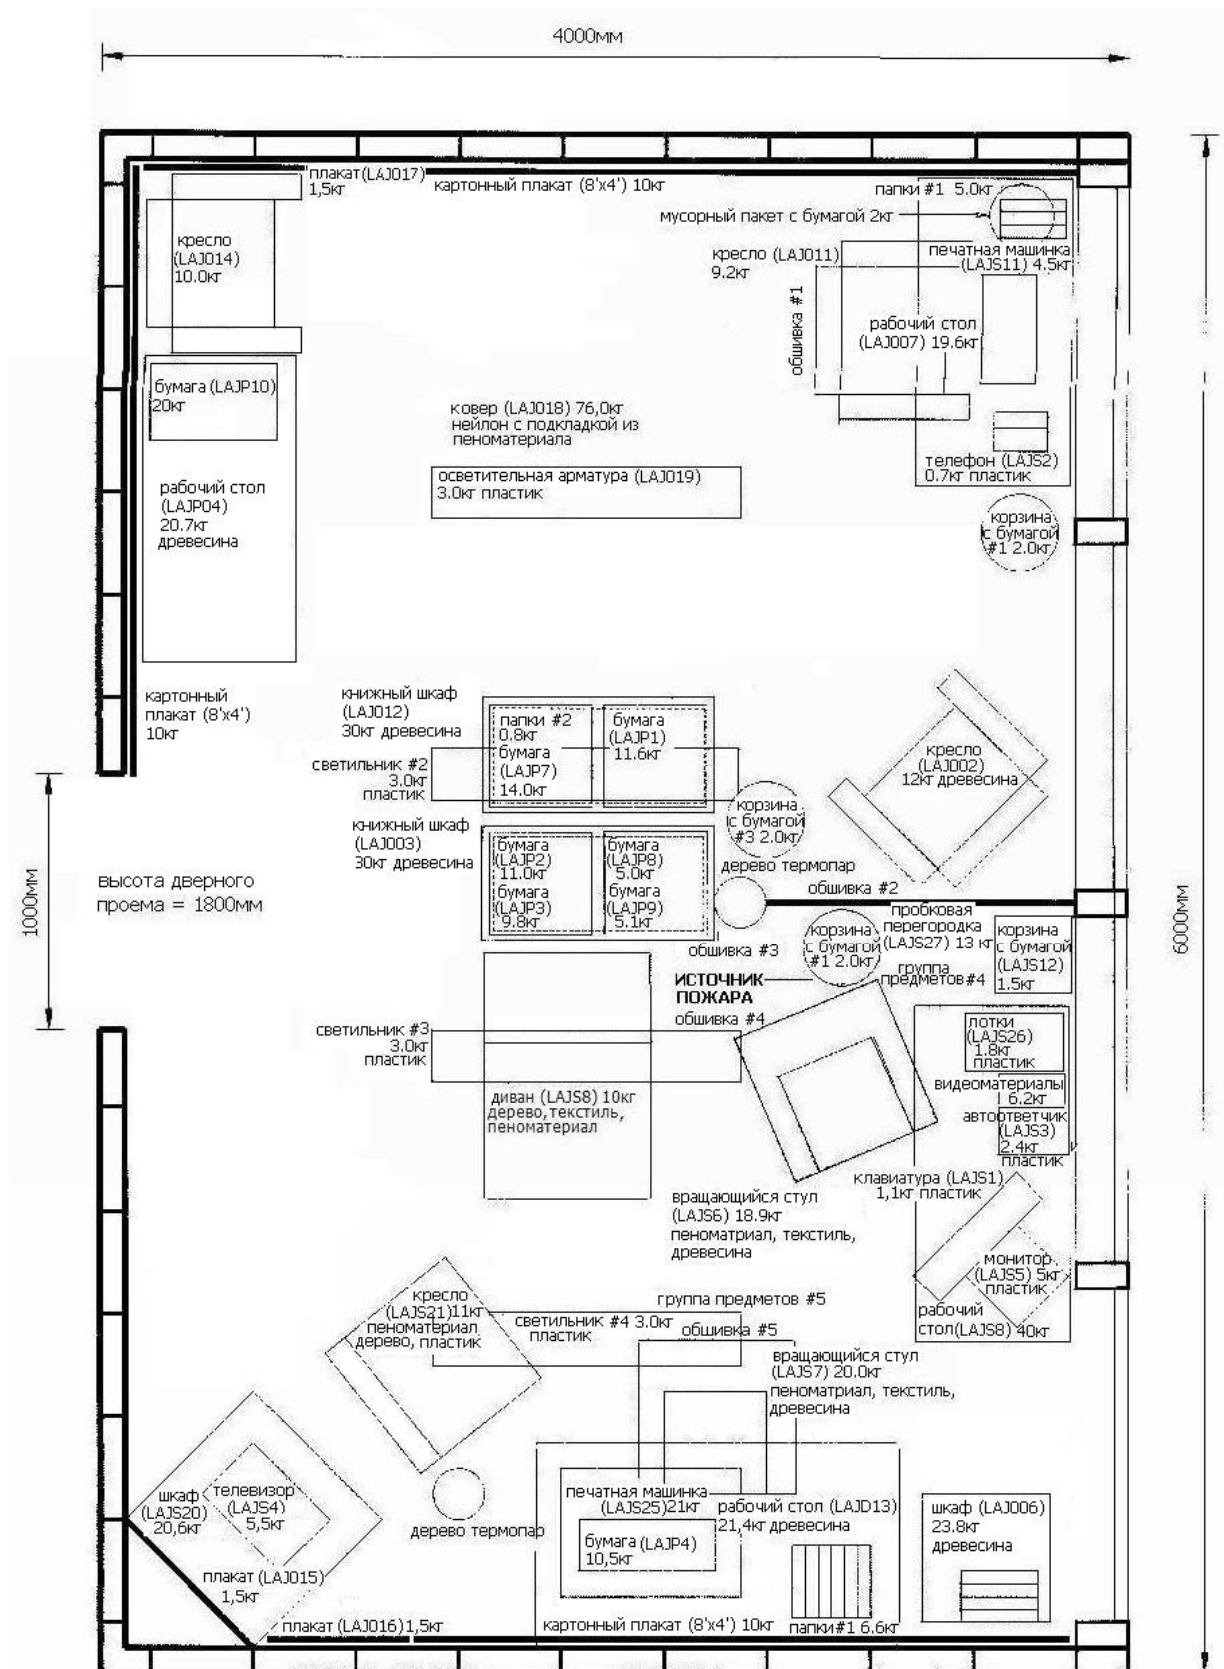 4000мм
плакат(LAJ017)
1,5кг
картонный плакат (8'x4') 10кг
папки #1 5.0кг
мусорный пакет с бумагой 2кг
кресло
(LAJ014)
10.0кг
кресло (LAJ011)
9.2кг
печатная машинка
(LAJS11) 4.5кг
обшивка #1
рабочий стол
(LAJ007) 19.6кг
бумага (LAJP10)
20кг
ковер (LAJ018) 76,0кг
нейлон с подкладкой из
пеноматериала
осветительная арматура (LAJ019)
3.0кг пластик
телефон (LAJS2)
0.7кг пластик
рабочий стол
(LAJP04)
20.7кг
древесина
корзина
с бумагой
#1 2.0кг
картонный
плакат (8'x4')
10кг
книжный шкаф
(LAJ012)
30кг древесина
папки #2
0.8кг
бумага
(LAJP7)
14.0кг
бумага
(LAJP1)
11.6кг
светильник #2
3.0кг
пластик
кресло
(LAJ002)
12кг древесина
корзина
с бумагой
#3 2.0кг
книжный шкаф
(LAJ003)
30кг древесина
бумага
(LAJP2)
11.0кг
бумага
(LAJP3)
9.8кг
бумага
(LAJP8)
5.0кг
бумага
(LAJP9)
5.1кг
дерево термопар
обшивка #2
1000мм
высота дверного
проема = 1800мм
6000мм
обшивка #3
корзина
с бумагой
#1 2.0кг
пробковая
перегородка
(LAJS27) 13 кг
группа
предметов#4
корзина
с бумагой
(LAJS12)
1.5кг
ИСТОЧНИК
ПОЖАРА
обшивка #4
светильник #3
3.0кг
пластик
лотки
(LAJS26)
1.8кг
пластик
видеоматериалы
6.2кг
автоответчик
(LAJS3)
2.4кг
пластик
диван (LAJS8) 10кг
дерево,текстиль,
пеноматериал
клавиатура (LAJS1)
1,1кг пластик
вращающийся стул
(LAJS6) 18.9кг
пеноматриал, текстиль,
древесина
монитор
(LAJS5) 5кг
пластик
рабочий
стол(LAJS8) 40кг
кресло
(LAJS21)11кг
пеноматериал
дерево, пластик
группа предметов #5
светильник #4 3.0кг
пластик
обшивка #5
вращающийся стул
(LAJS7) 20.0кг
пеноматриал, текстиль,
древесина
шкаф
(LAJS20)
20,6кг
телевизор
(LAJS4)
5,5кг
дерево термопар
печатная машинка
(LAJS25)21кг
рабочий стол (LAJD13)
21,4кг древесина
бумага (LAJP4)
10,5кг
шкаф (LAJ006)
23.8кг
древесина
плакат (LAJ015)
1,5кг
плакат (LAJ016)1,5кг
картонный плакат (8'x4') 10кг
папки#1 6.6кг